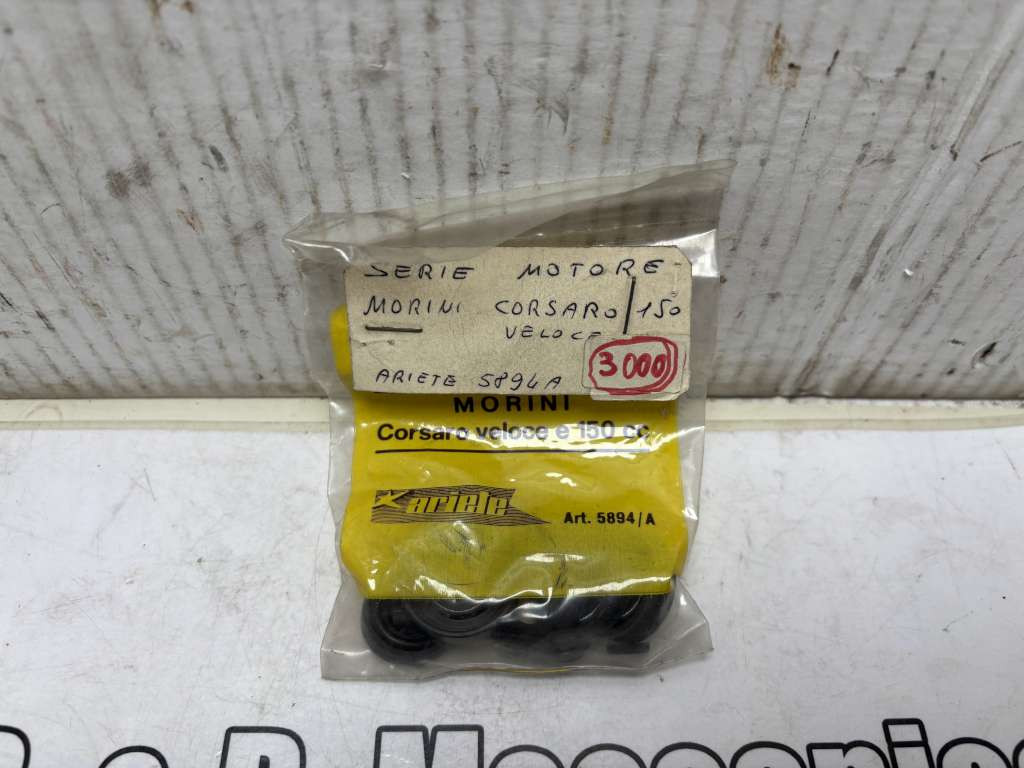 SERIE MOTORE
MORINI CORSARO/150
VELOCE
3000
ARIETE 5894A
MORINI
Corsaro veloce e 150 cc
ariete
Art. 5894/A